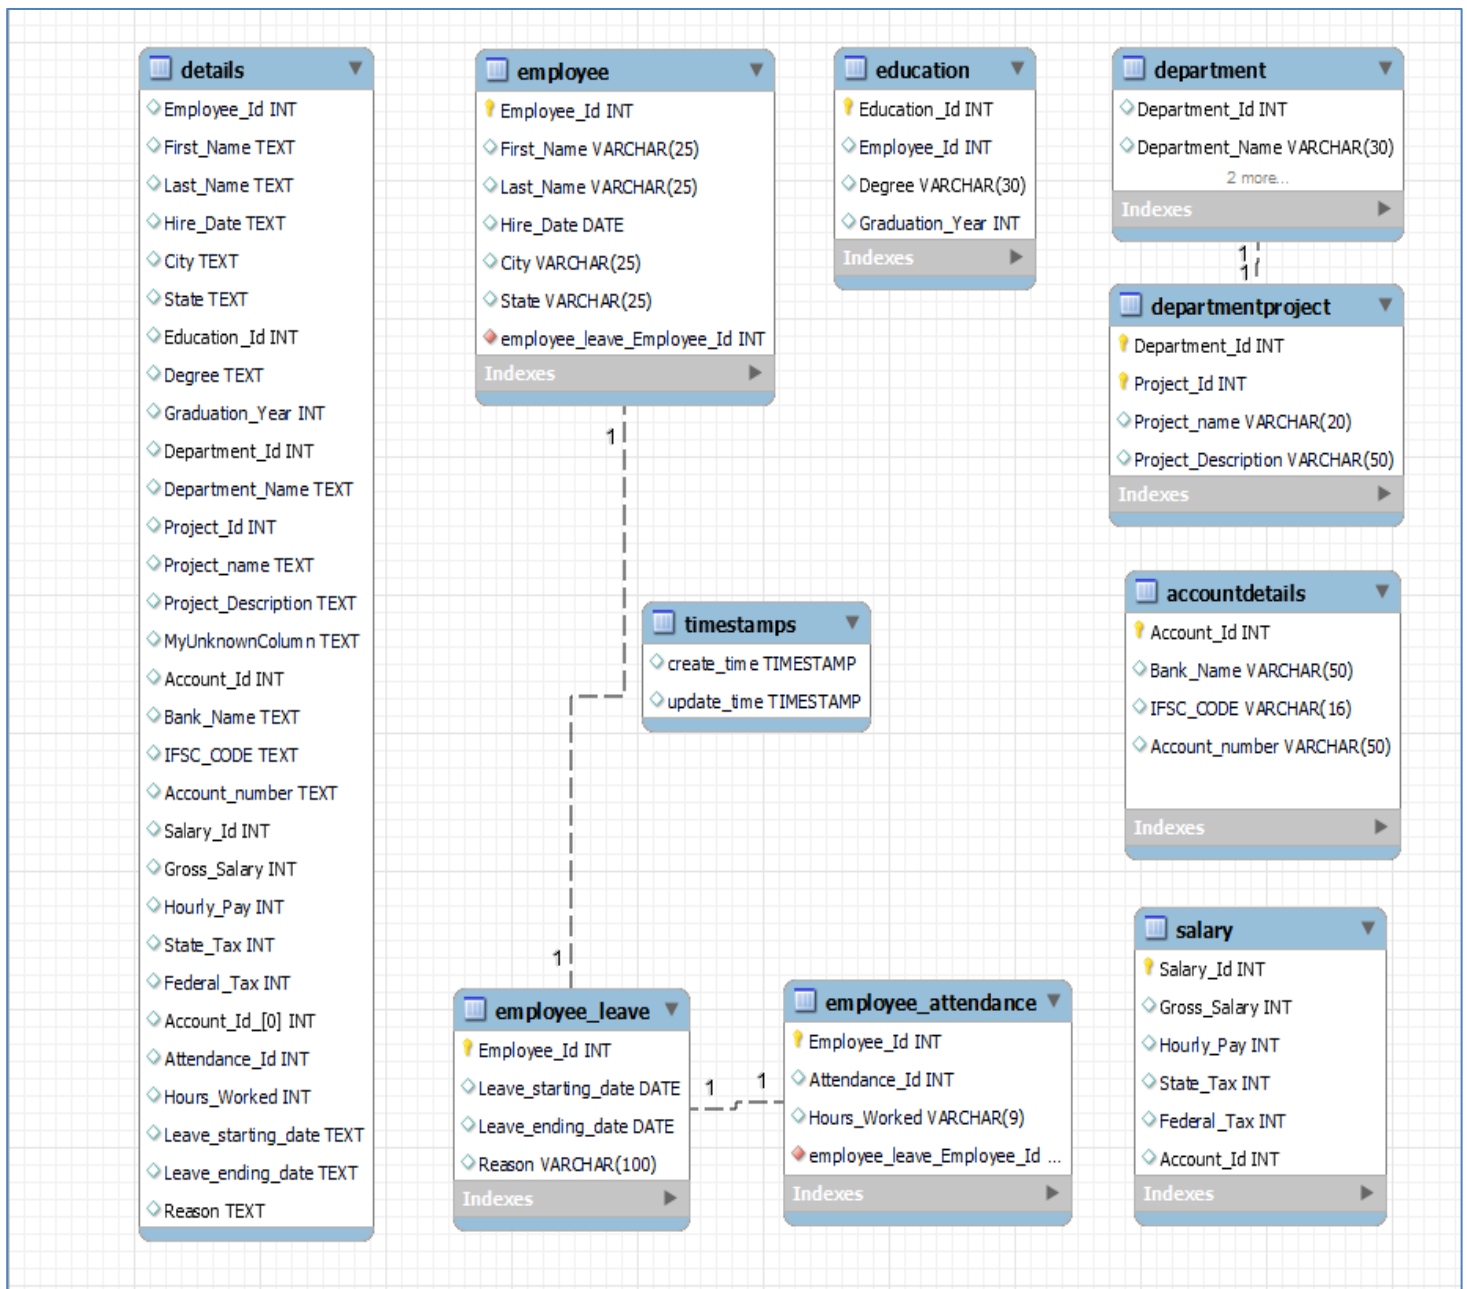 details
Employee_Id INT
First_Name TEXT
Last_Name TEXT
Hire_Date TEXT
City TEXT
State TEXT
Education_Id INT
Degree TEXT
Graduation_Year INT
Department_Id INT
Department_Name TEXT
Project_Id INT
Project_name TEXT
Project_Description TEXT
MyUnknownColumn TEXT
Account_Id INT
Bank_Name TEXT
IFSC_CODE TEXT
Account_number TEXT
Salary_Id INT
Gross_Salary INT
Hourly_Pay INT
State_Tax INT
Federal_Tax INT
Account_Id_[0] INT
Attendance_Id INT
Hours_Worked INT
Leave_starting_date TEXT
Leave_ending_date TEXT
Reason TEXT
employee
Employee_Id INT
First_Name VARCHAR(25)
Last_Name VARCHAR(25)
Hire_Date DATE
City VARCHAR(25)
State VARCHAR(25)
employee_leave_Employee_Id INT
Indexes
1
1
education
Education_Id INT
Employee_Id INT
Degree VARCHAR(30)
Graduation_Year INT
Indexes
department
Department_Id INT
Department_Name VARCHAR(30)
2 more...
Indexes
1
1
departmentproject
Department_Id INT
Project_Id INT
Project_name VARCHAR(20)
Project_Description VARCHAR(50)
Indexes
timestamps
create_time TIMESTAMP
update_time TIMESTAMP
accountdetails
Account_Id INT
Bank_Name VARCHAR(50)
IFSC_CODE VARCHAR(16)
Account_number VARCHAR(50)
Indexes
employee_leave
Employee_Id INT
Leave_starting_date DATE
Leave_ending_date DATE
Reason VARCHAR(100)
Indexes
1 1
employee_attendance
Employee_Id INT
Attendance_Id INT
Hours_Worked VARCHAR(9)
employee_leave_Employee_Id ...
Indexes
salary
Salary_Id INT
Gross_Salary INT
Hourly_Pay INT
State_Tax INT
Federal_Tax INT
Account_Id INT
Indexes